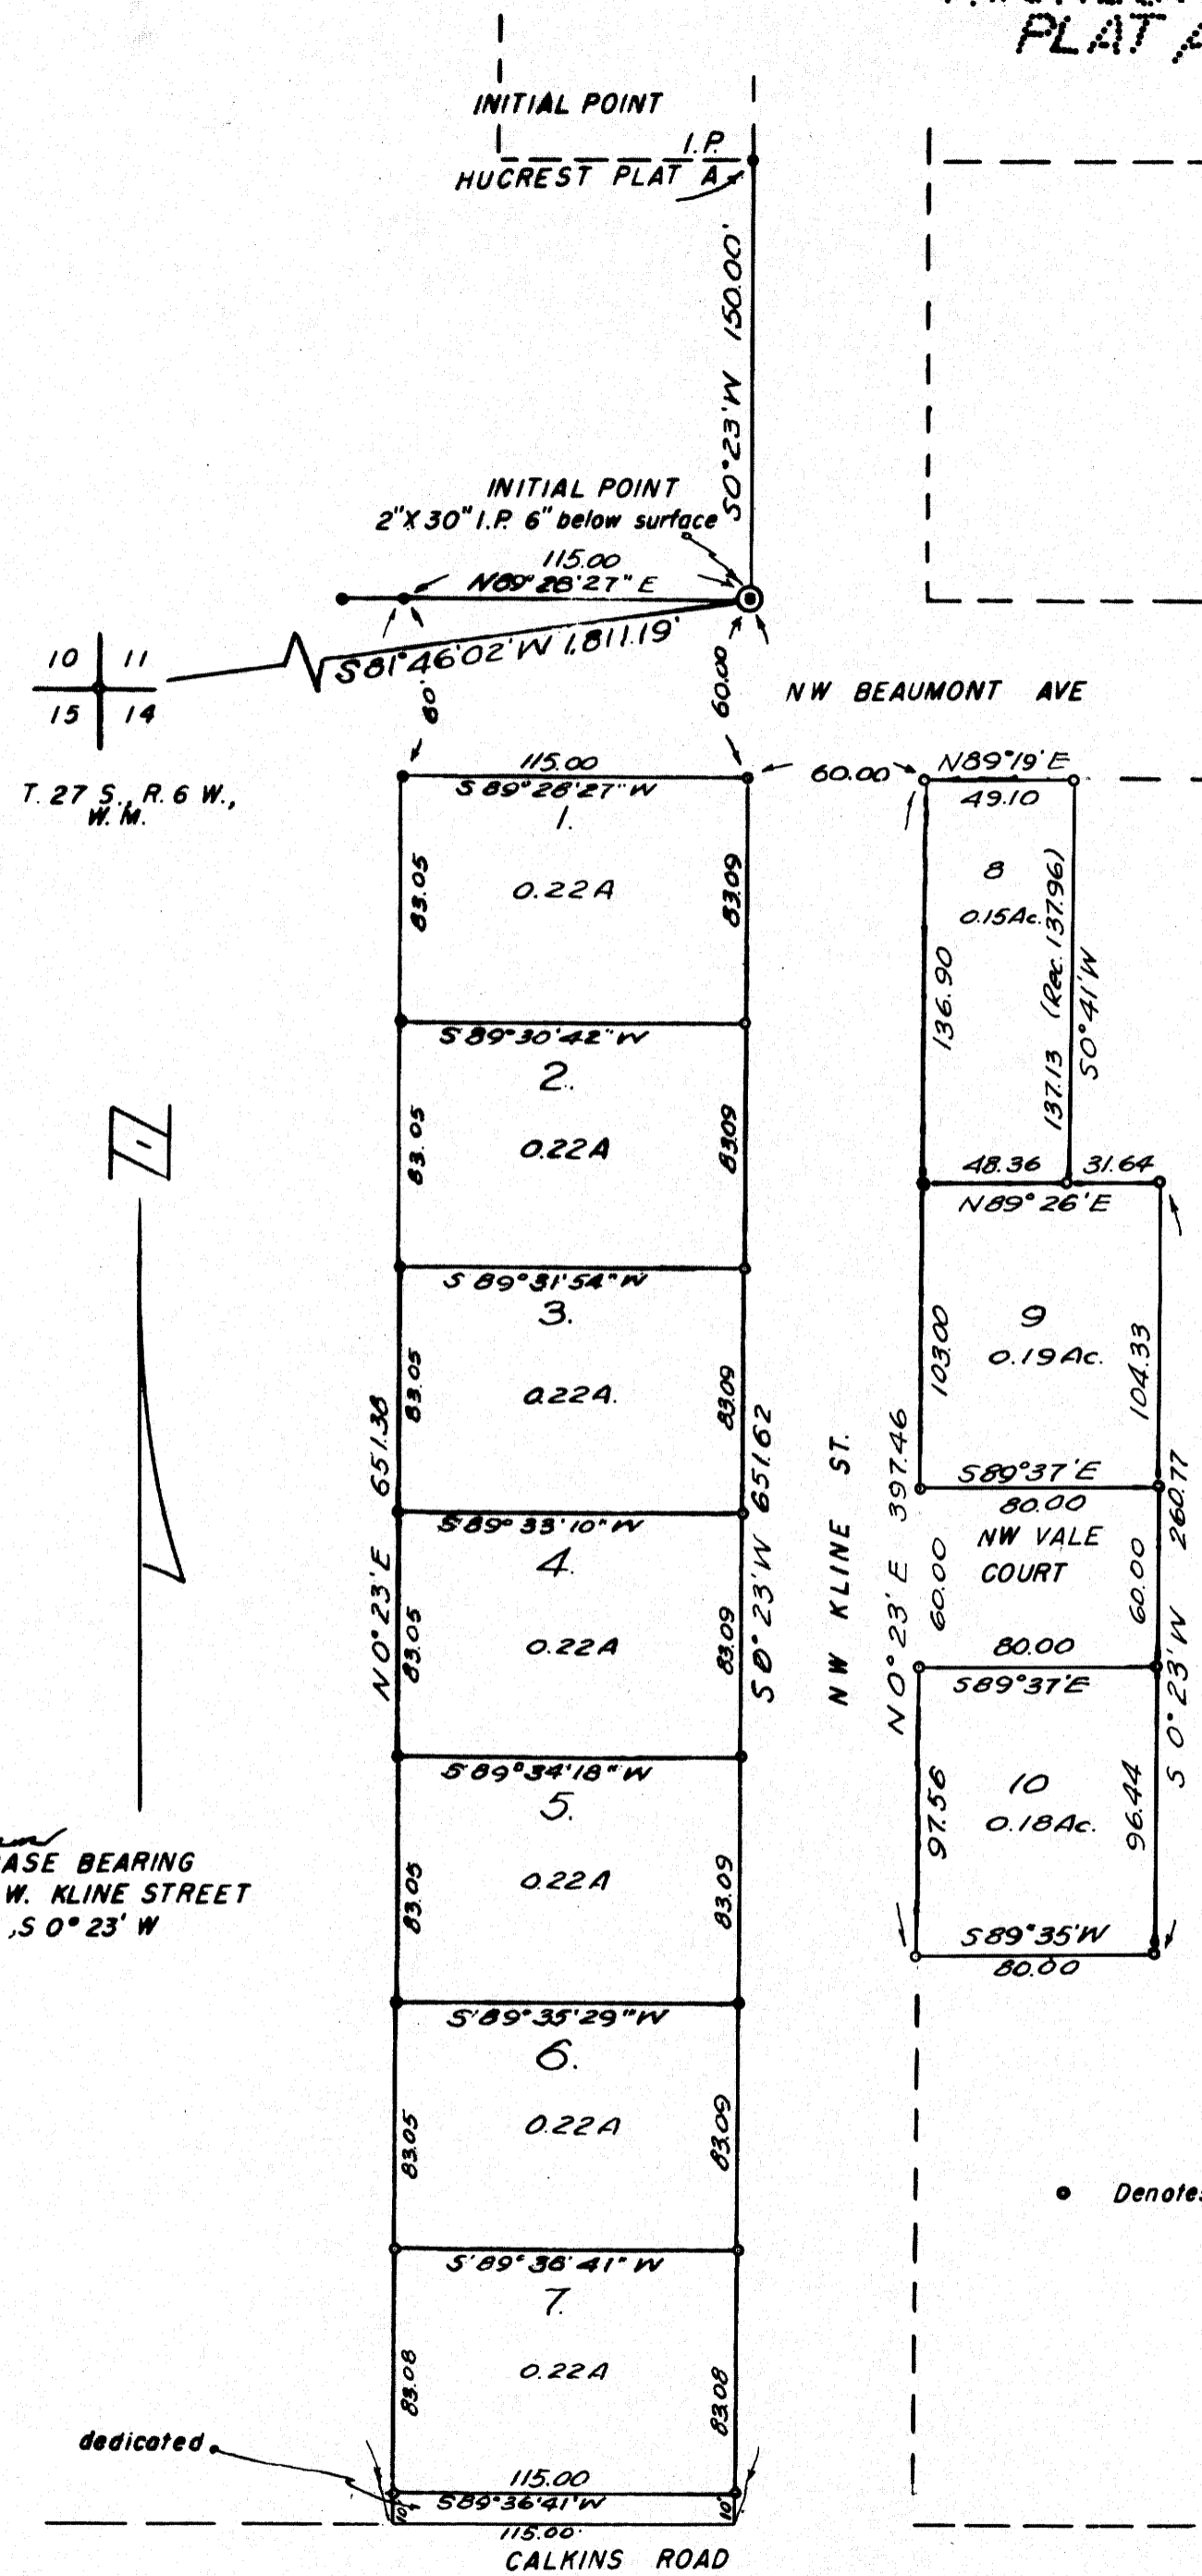 PLAT A
INITIAL POINT
I.P.
HUCREST PLAT A
S0°23'W 150.00'
INITIAL POINT
2"X30" I.P. 6" below surface
115.00
N89°28'27"E
S81°46'02"W 1,811.19'
10 11
15 14
T. 27 S., R. 6 W.,
W. M.
60'
60.00
NW BEAUMONT AVE
115.00
S89°28'27"W
60.00
N89°19'E
49.10
1.
0.22A
83.05
83.09
8
0.15Ac.
136.90
137.13 (Rec. 137.96)
S0°41'W
S89°30'42"W
2.
0.22A
83.05
83.09
48.36 31.64
N89°26'E
S89°31'54"W
3.
0.22A.
83.05
83.09
9
0.19Ac.
103.00
104.33
N0°23'E 651.38
S0°23'W 651.62
NW KLINE ST.
N0°23'E 397.46
S0°23'W 260.77
S89°37'E
80.00
NW VALE
COURT
60.00
60.00
80.00
S89°37'E
S89°33'10"W
4.
0.22A
83.05
83.09
10
0.18Ac.
97.56
96.44
S89°35'W
80.00
S89°34'18"W
5.
0.22A
83.05
83.09
BASE BEARING
W. KLINE STREET
,S0°23'W
S89°35'29"W
6.
0.22A
83.05
83.09
Denotes
S89°36'41"W
7.
0.22A
83.08
83.08
dedicated
115.00
S89°36'41"W
10'
10'
115.00
CALKINS ROAD